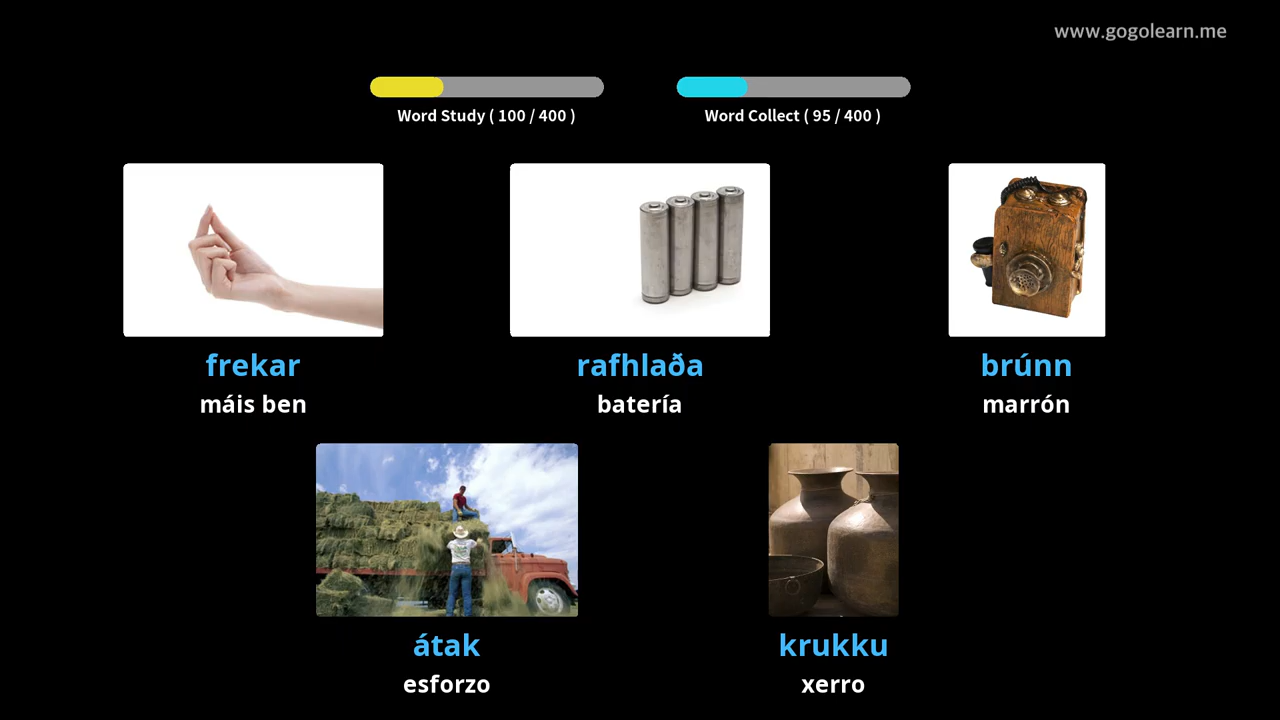 www.gogolearn.me
Word Study ( 100 / 400 )
Word Collect ( 95 / 400 )
frekar
máis ben
rafhlaða
batería
brúnn
marrón
átak
esforzo
krukku
xerro